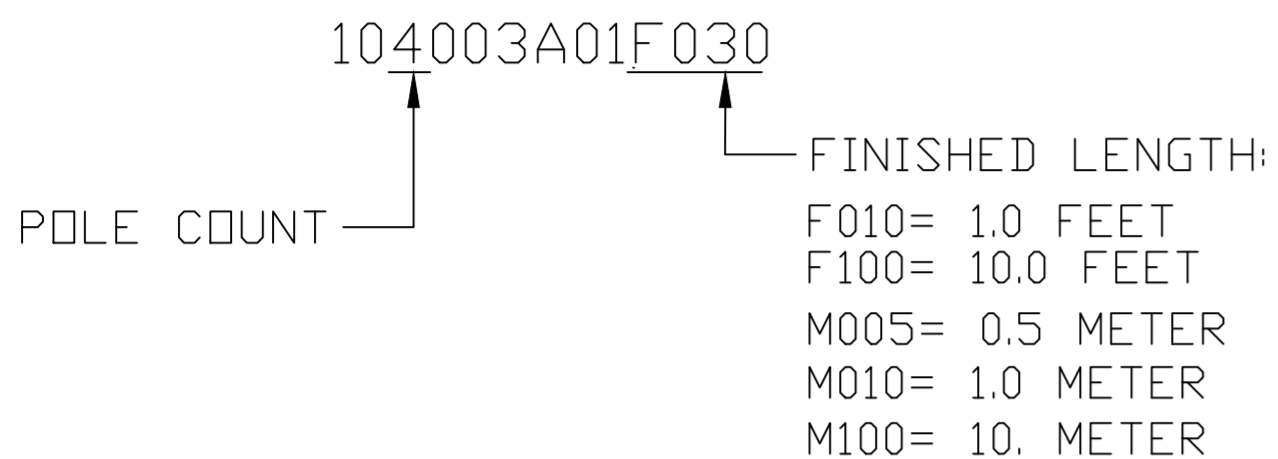 104003A01F030
FINISHED LENGTH:
POLE COUNT
F010= 1.0 FEET
F100= 10.0 FEET
M005= 0.5 METER
M010= 1.0 METER
M100= 10. METER